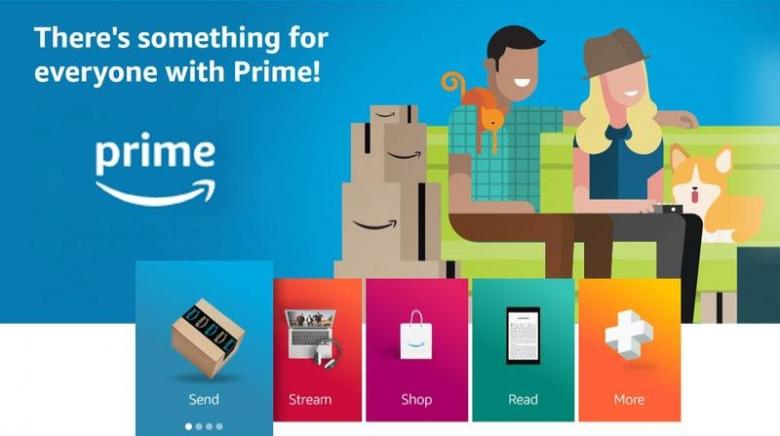 There's something for
everyone with Prime!
prime
Send
Stream
Shop
Read
More